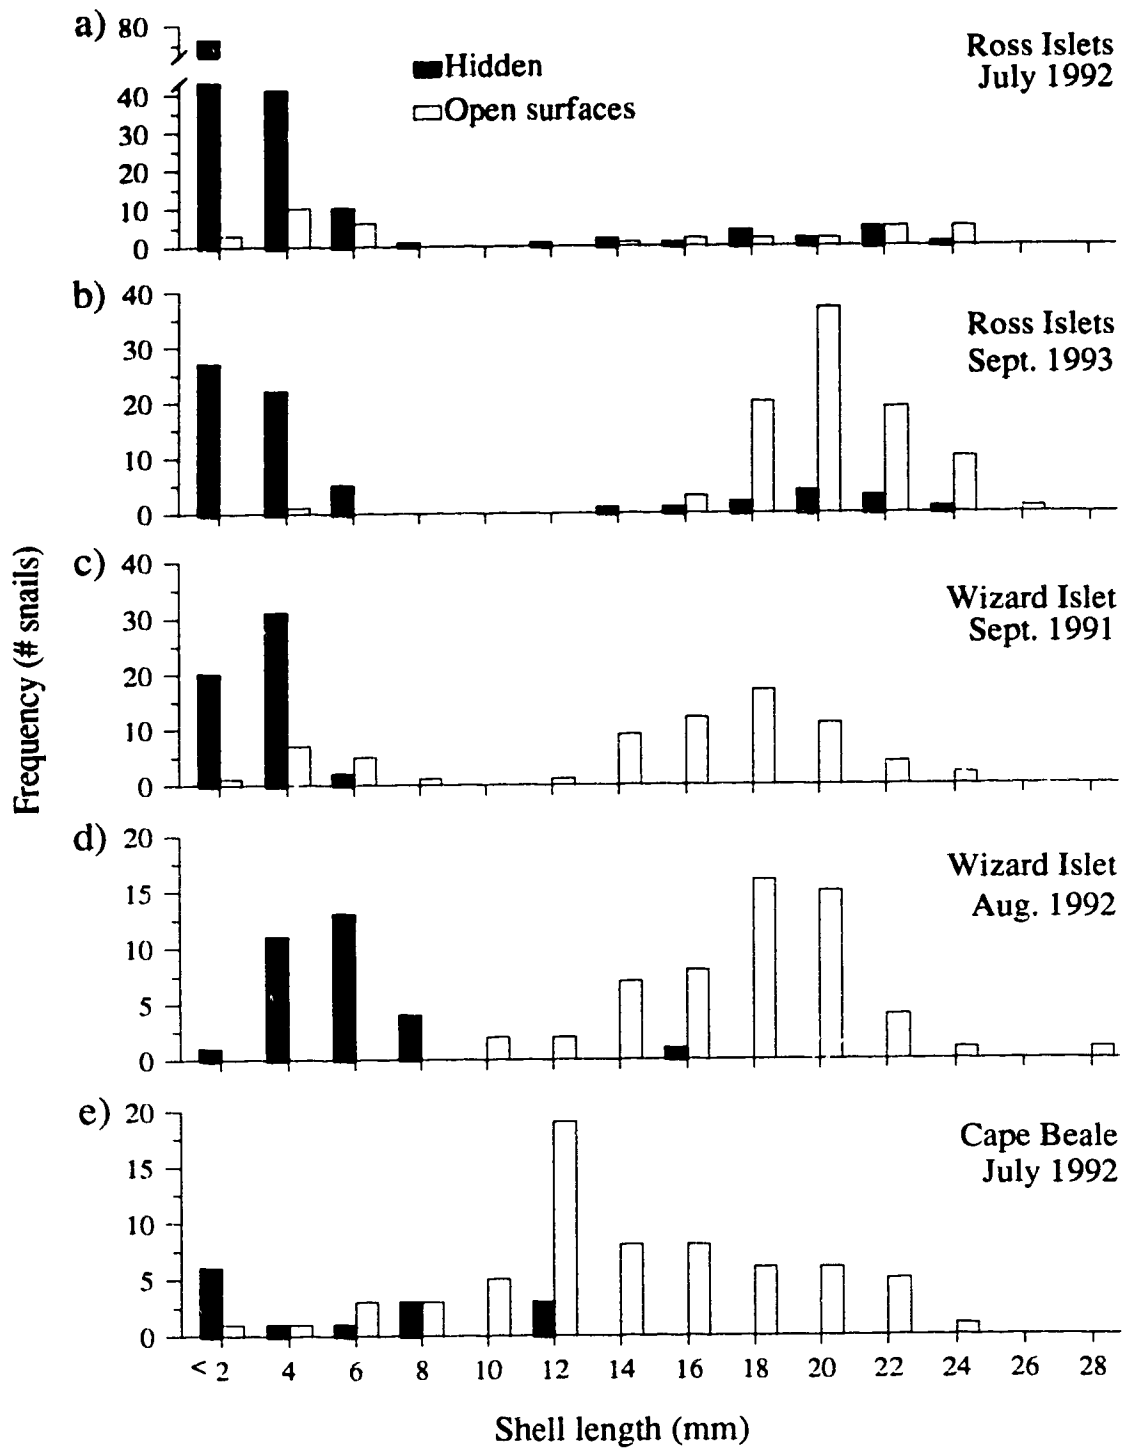 a) 80
Hidden
Open surfaces
Ross Islets
July 1992
40
30
20
10
0
b) 40
30
20
10
0
Ross Islets
Sept. 1993
c) 40
30
20
10
0
Wizard Islet
Sept. 1991
Frequency (# snails)
d) 20
15
10
5
0
Wizard Islet
Aug. 1992
e) 20
15
10
5
0
Cape Beale
July 1992
< 2 4 6 8 10 12 14 16 18 20 22 24 26 28
Shell length (mm)